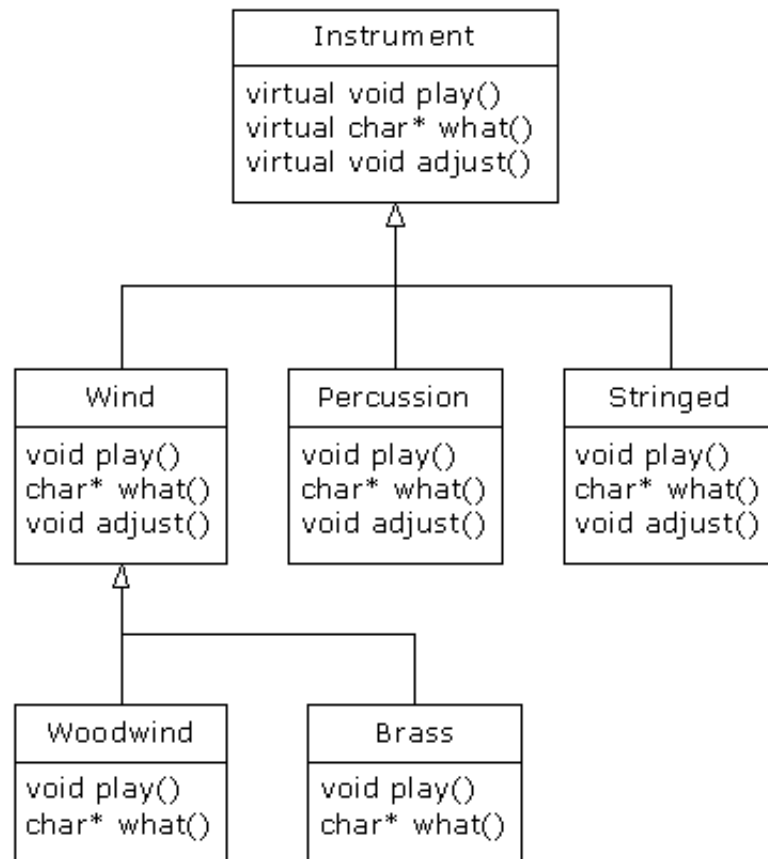 Instrument
virtual void play()
virtual char* what()
virtual void adjust()
Wind
void play()
char* what()
void adjust()
Percussion
void play()
char* what()
void adjust()
Stringed
void play()
char* what()
void adjust()
Woodwind
void play()
char* what()
Brass
void play()
char* what()